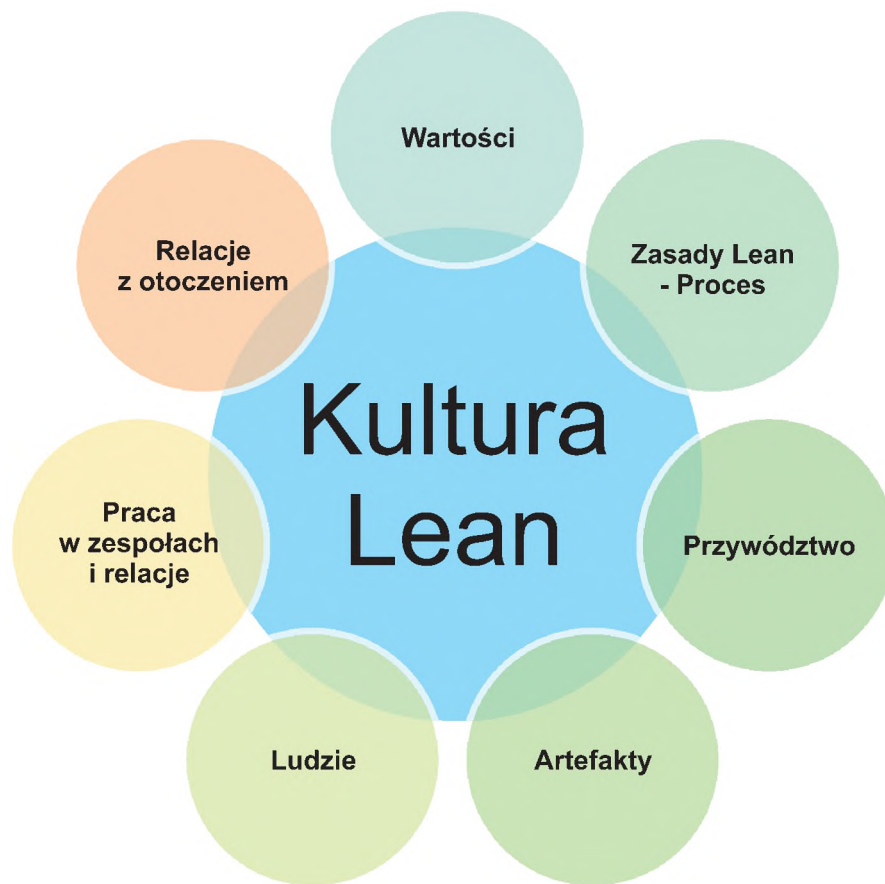 Wartości
Zasady Lean
- Proces
Przywództwo
Artefakty
Ludzie
Praca
w zespołach
i relacje
Relacje
z otoczeniem
Kultura
Lean